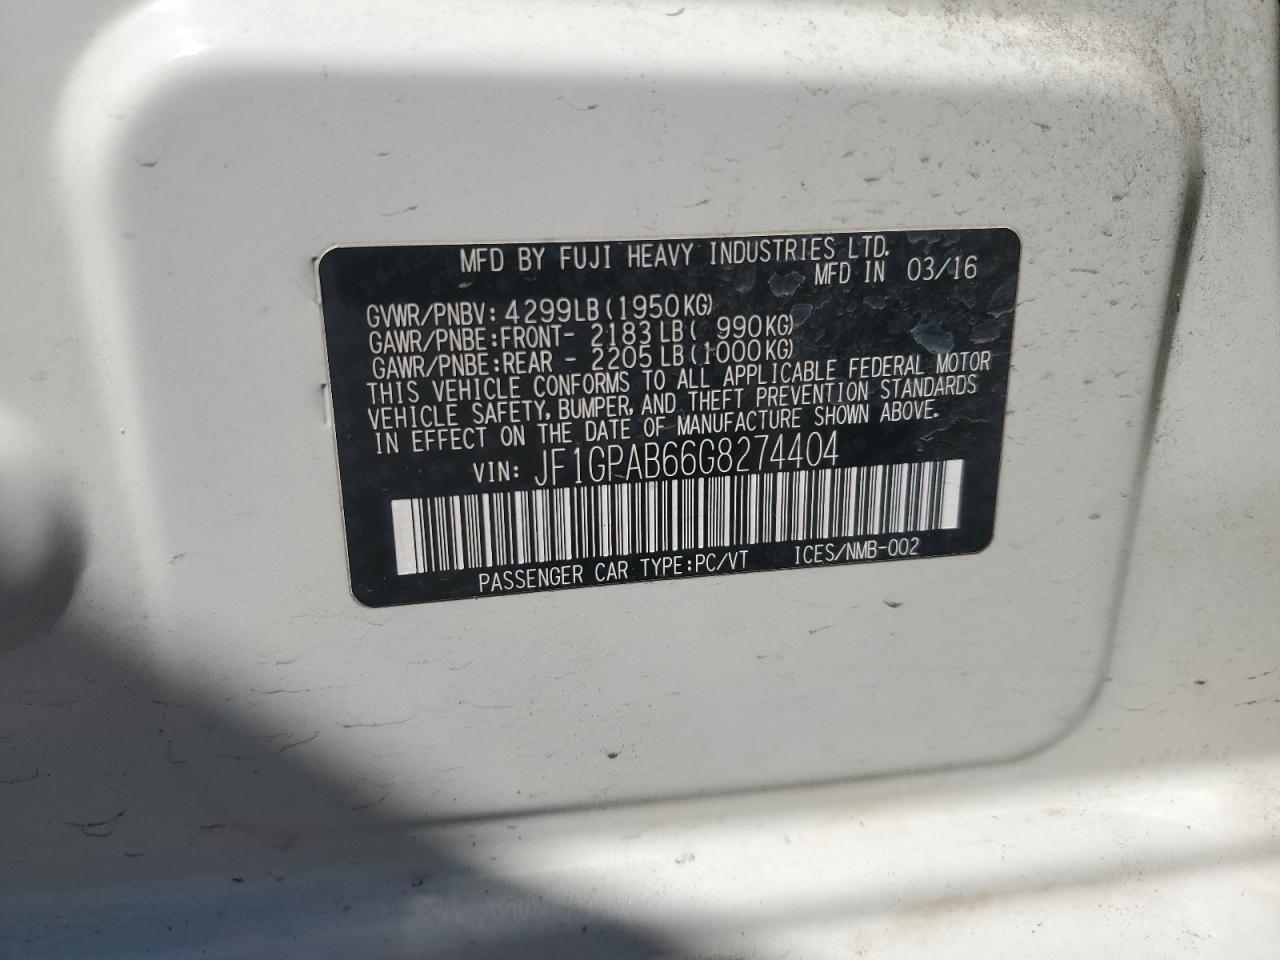 MFD BY FUJI HEAVY INDUSTRIES LTD.
MFD IN 03/16
GVWR/PNBV: 4299LB(1950KG)
GAWR/PNBE:FRONT- 2183LB( 990KG)
GAWR/PNBE:REAR - 2205LB(1000KG)
THIS VEHICLE CONFORMS TO ALL APPLICABLE FEDERAL MOTOR
VEHICLE SAFETY, BUMPER, AND THEFT PREVENTION STANDARDS
IN EFFECT ON THE DATE OF MANUFACTURE SHOWN ABOVE.
VIN: JF1GPAB66G8274404
PASSENGER CAR TYPE:PC/VT ICES/NMB-002